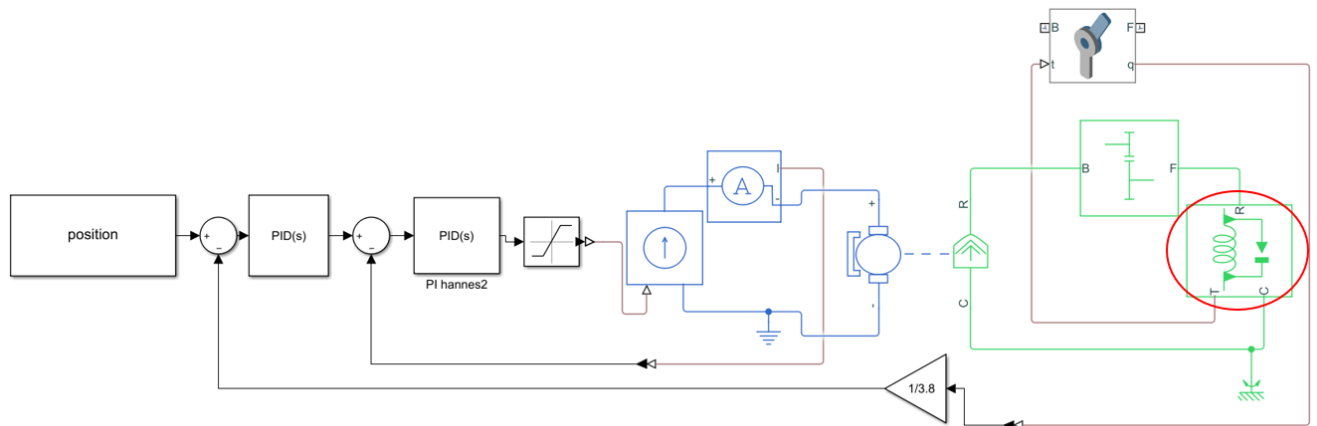 B
F
t
q
position
+
−
PID(s)
+
−
PID(s)
PI hannes2
+
A
I
-
+
-
R
C
B
F
R
T
C
1/3.8